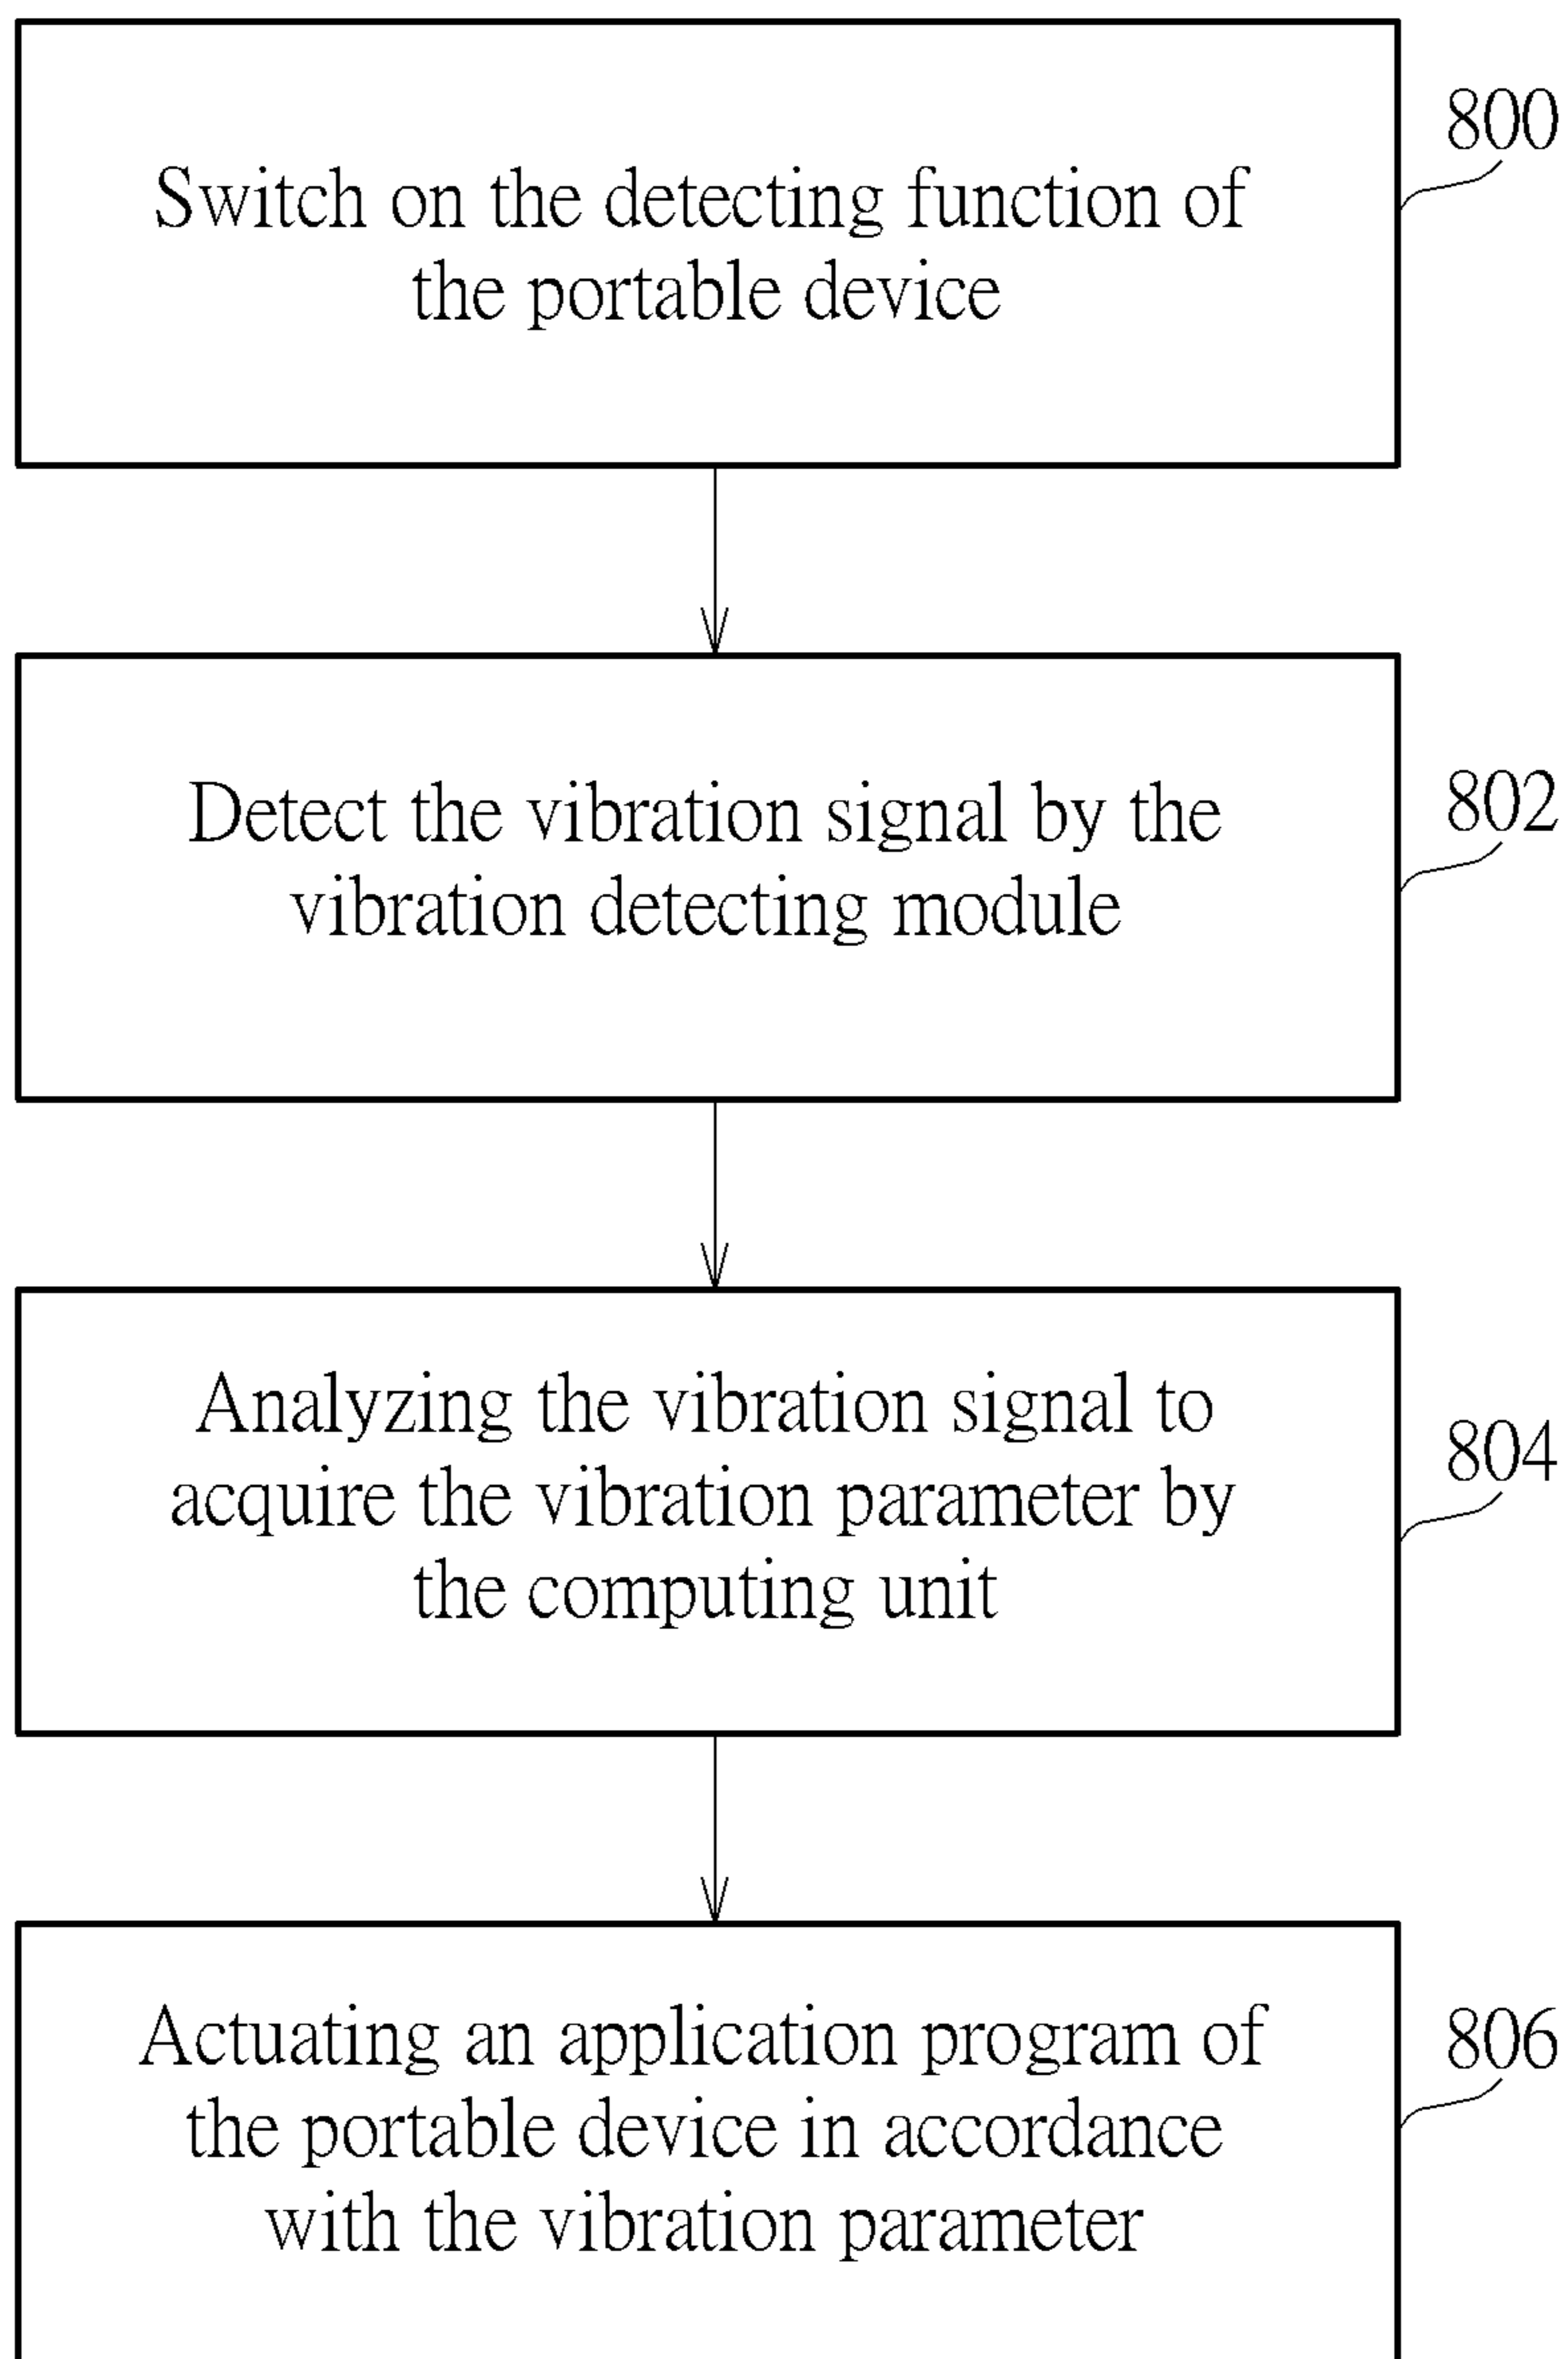 800
Switch on the detecting function of
the portable device
802
Detect the vibration signal by the
vibration detecting module
804
Analyzing the vibration signal to
acquire the vibration parameter by
the computing unit
806
Actuating an application program of
the portable device in accordance
with the vibration parameter